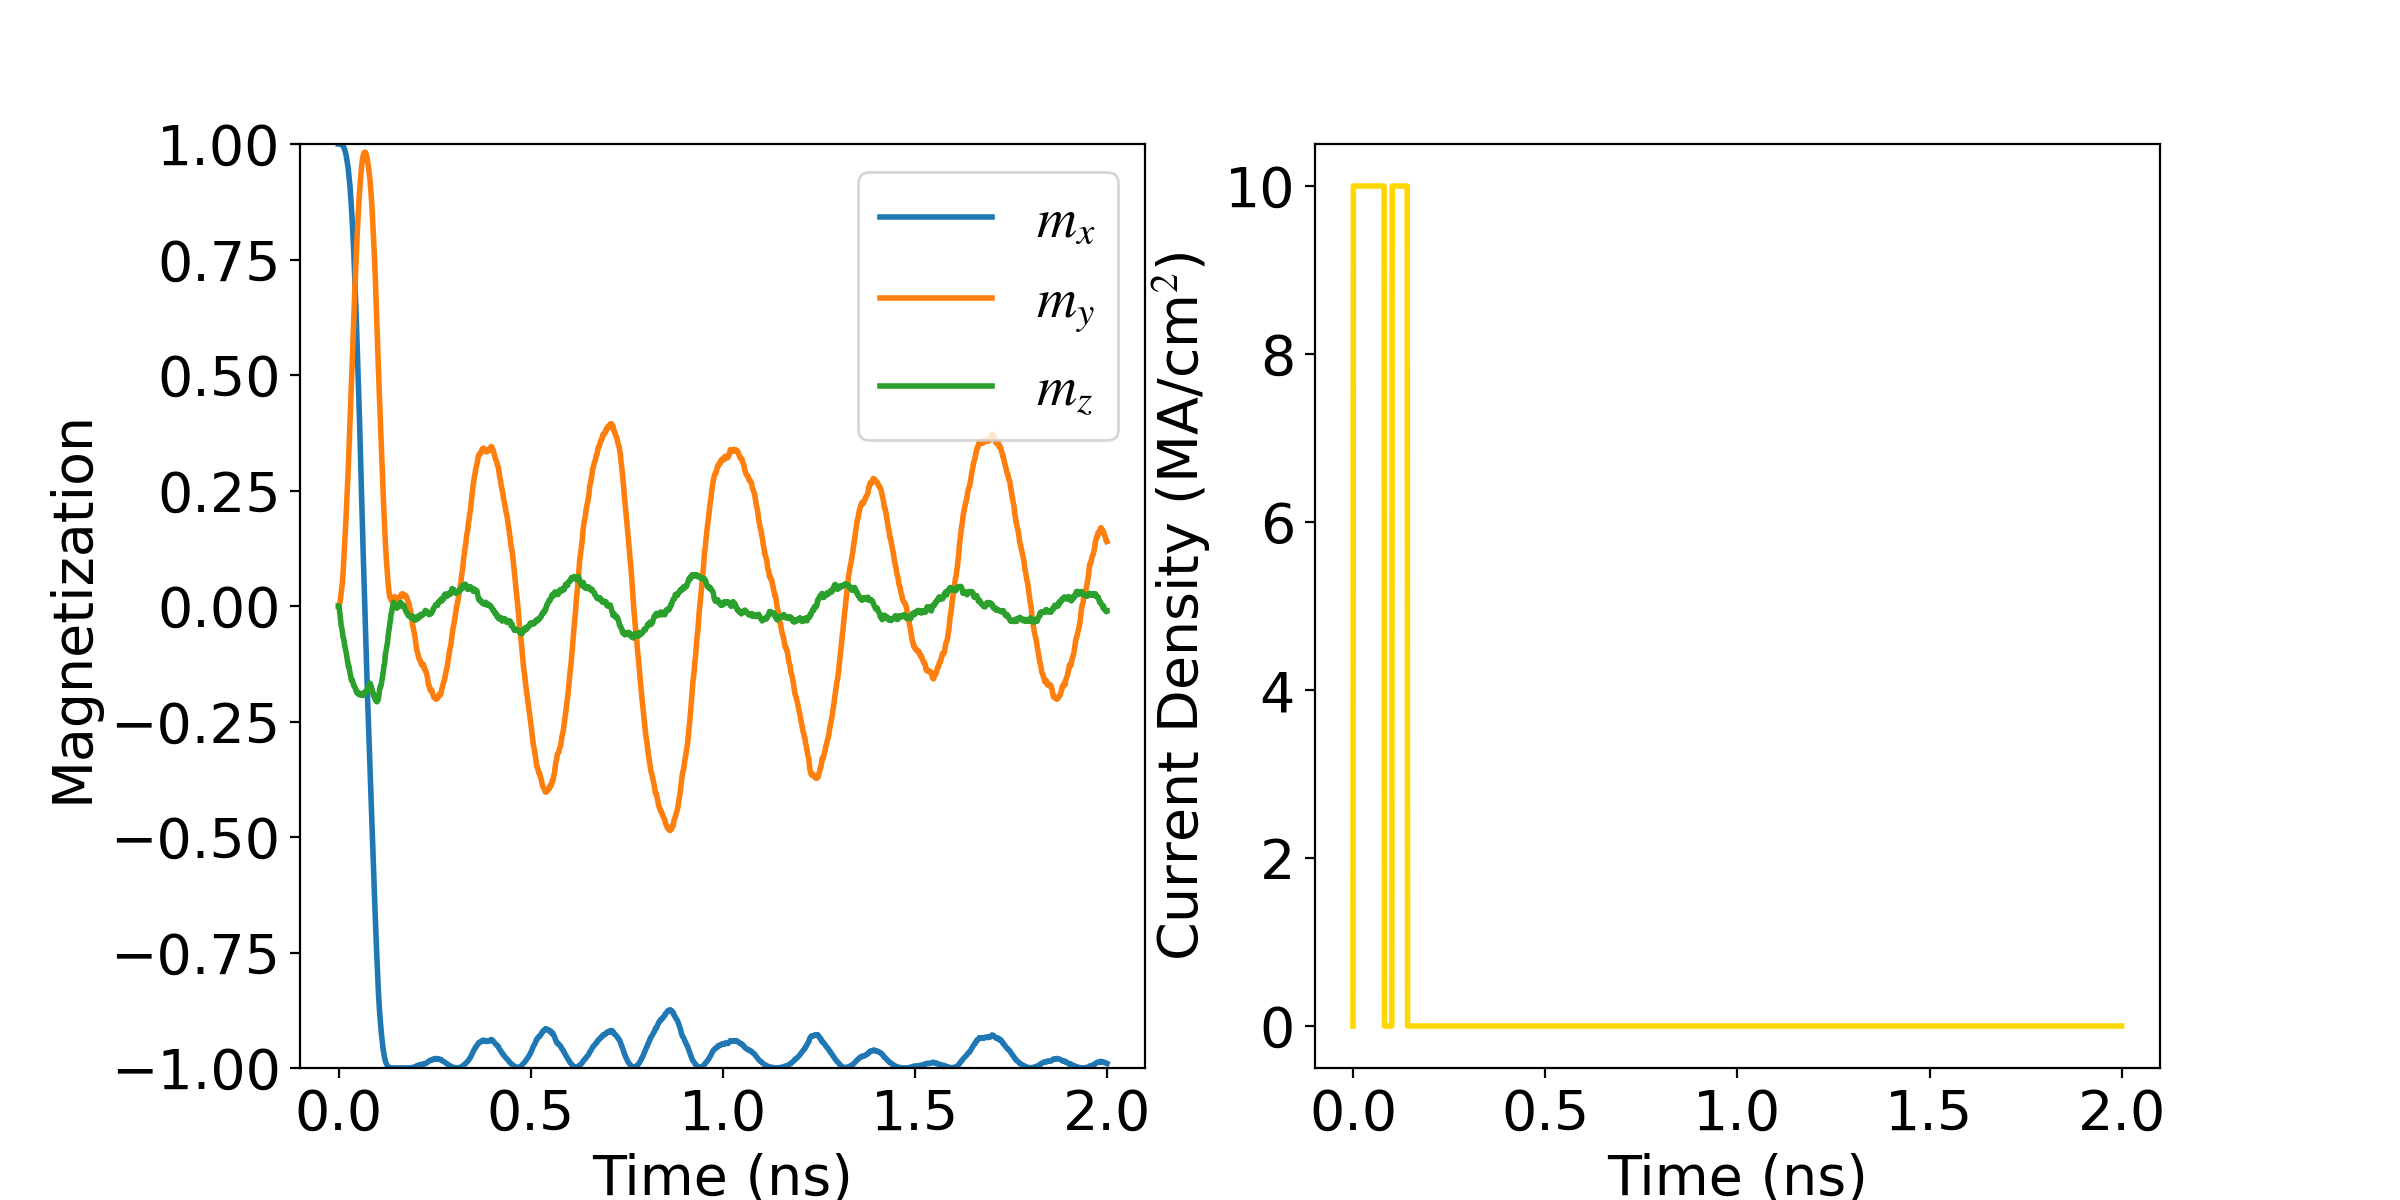 1.00
0.75
0.50
0.25
0.00
−0.25
−0.50
−0.75
−1.00
Magnetization
0.0 0.5 1.0 1.5 2.0
Time (ns)
m_x
m_y
m_z
10
8
6
4
2
0
Current Density (MA/cm²)
0.0 0.5 1.0 1.5 2.0
Time (ns)